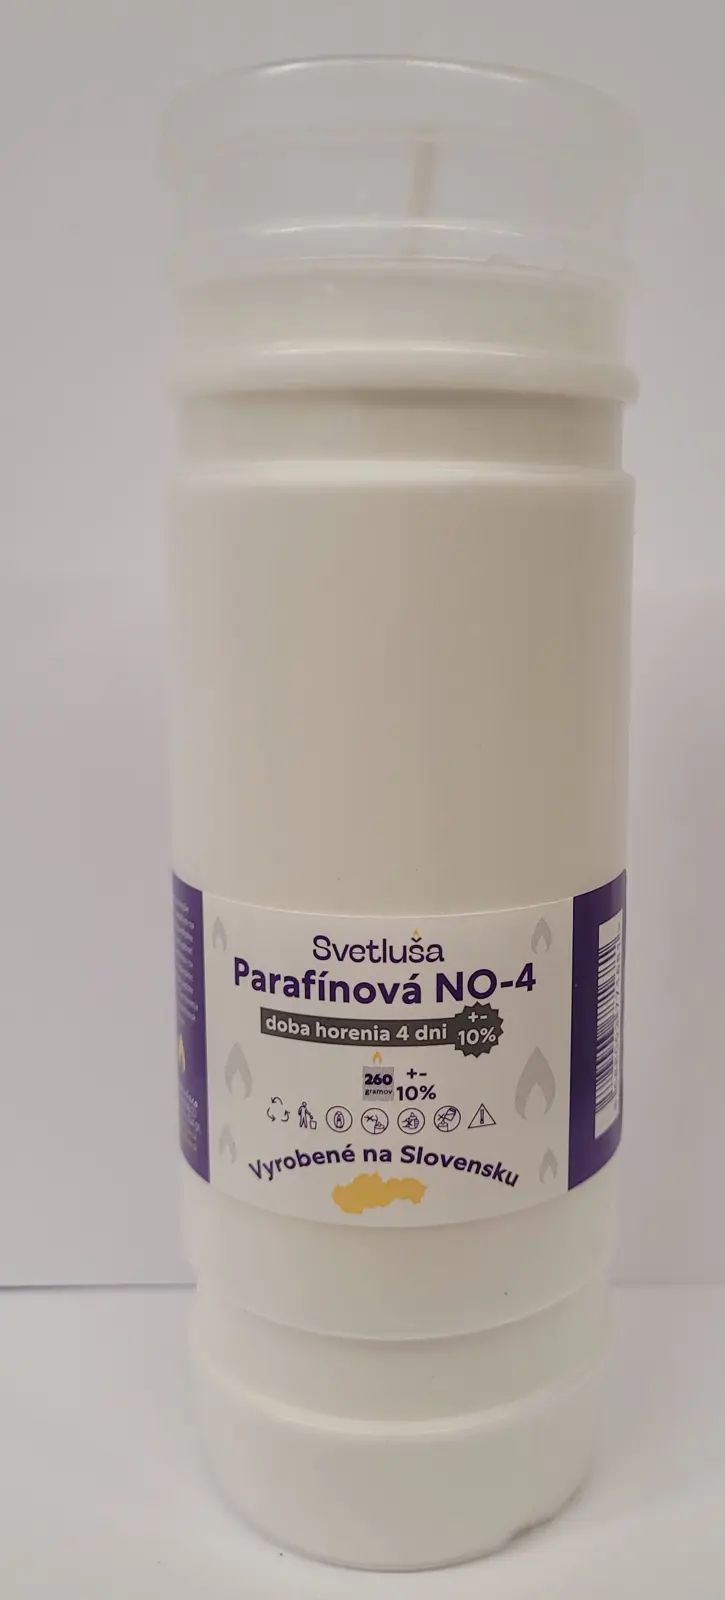 Svetluša
Parafínová NO-4
doba horenia 4 dni +- 10%
260 gramov +- 10%
Vyrobené na Slovensku